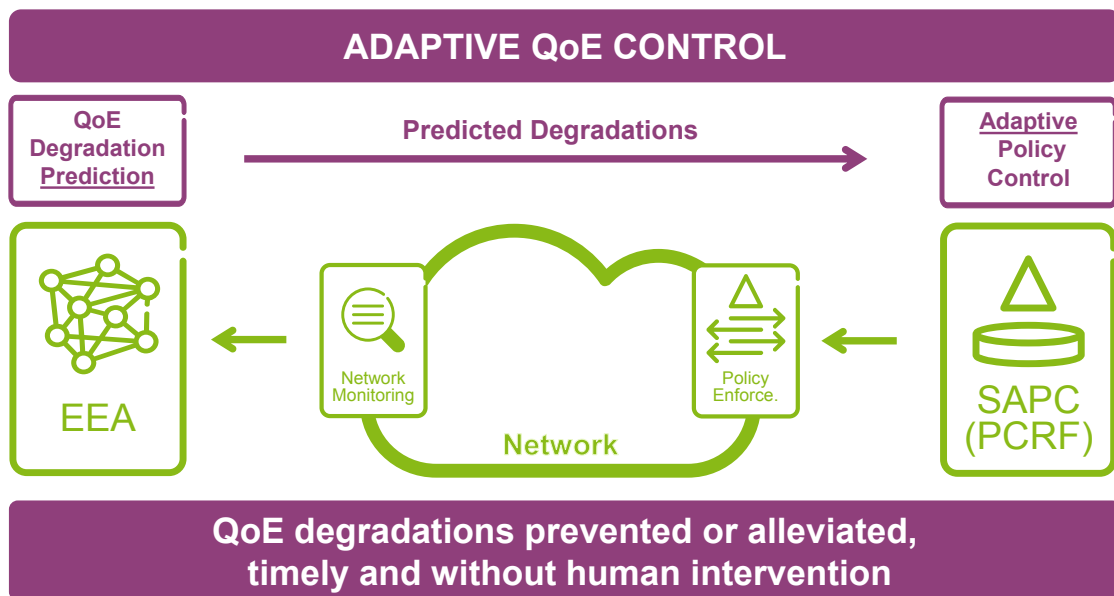 ADAPTIVE QoE CONTROL
QoE
Degradation
Prediction
Predicted Degradations
Adaptive
Policy
Control
EEA
Network
Monitoring
Policy
Enforce.
SAPC
(PCRF)
Network
QoE degradations prevented or alleviated,
timely and without human intervention